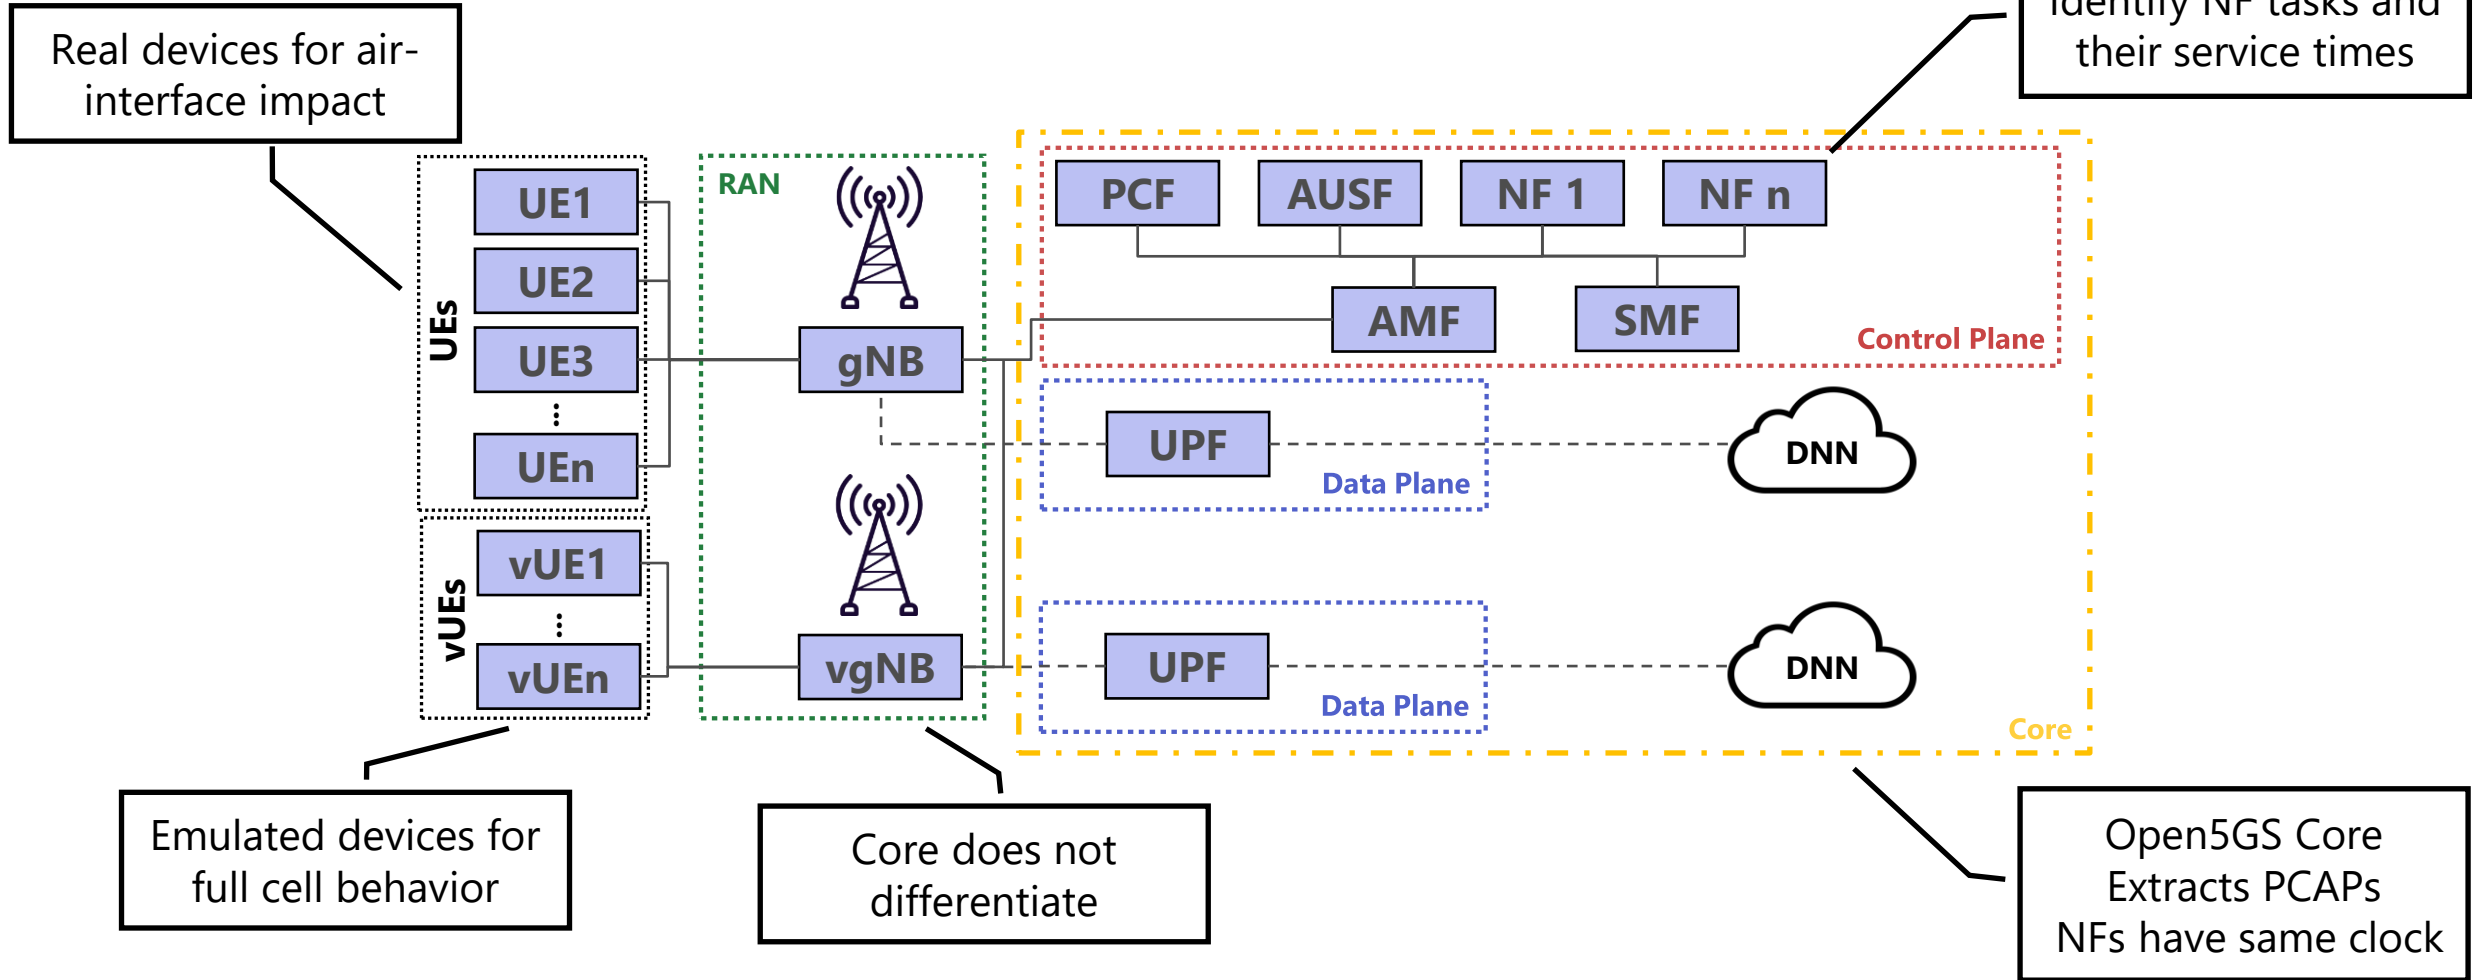 Real devices for air-
interface impact
Identify NF tasks and
their service times
RAN
UEs
UE1
UE2
UE3
UEn
vUEs
vUE1
vUEn
gNB
vgNB
PCF
AUSF
NF 1
NF n
AMF
SMF
Control Plane
UPF
Data Plane
DNN
UPF
Data Plane
DNN
Core
Emulated devices for
full cell behavior
Core does not
differentiate
Open5GS Core
Extracts PCAPs
NFs have same clock